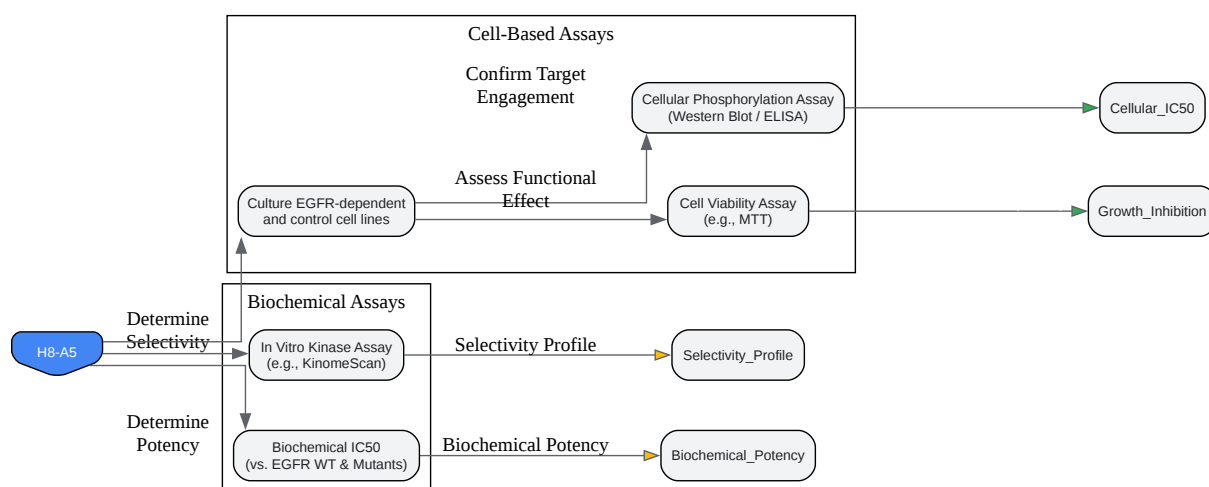 Cell-Based Assays
Confirm Target
Engagement
Cellular Phosphorylation Assay
(Western Blot / ELISA)
Cellular_IC50
Assess Functional
Effect
Culture EGFR-dependent
and control cell lines
Cell Viability Assay
(e.g., MTT)
Growth_Inhibition
Biochemical Assays
Determine
Selectivity
H8-A5
In Vitro Kinase Assay
(e.g., KinomeScan)
Selectivity Profile
Selectivity_Profile
Determine
Potency
Biochemical IC50
(vs. EGFR WT & Mutants)
Biochemical Potency
Biochemical_Potency